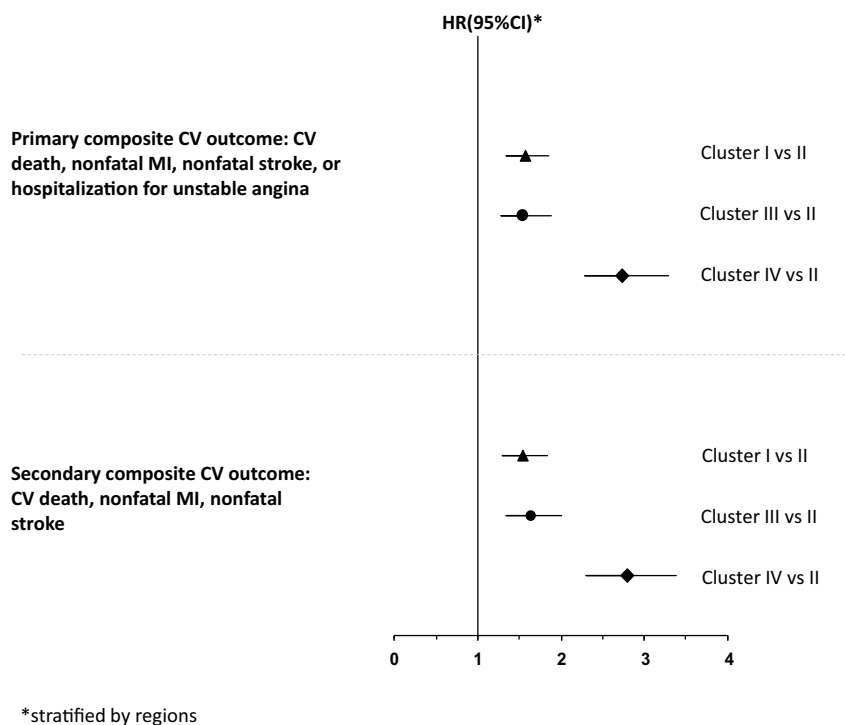 HR(95%CI)*
Primary composite CV outcome: CV
death, nonfatal MI, nonfatal stroke, or
hospitalization for unstable angina
Cluster I vs II
Cluster III vs II
Cluster IV vs II
Secondary composite CV outcome:
CV death, nonfatal MI, nonfatal
stroke
Cluster I vs II
Cluster III vs II
Cluster IV vs II
0 1 2 3 4
*stratified by regions